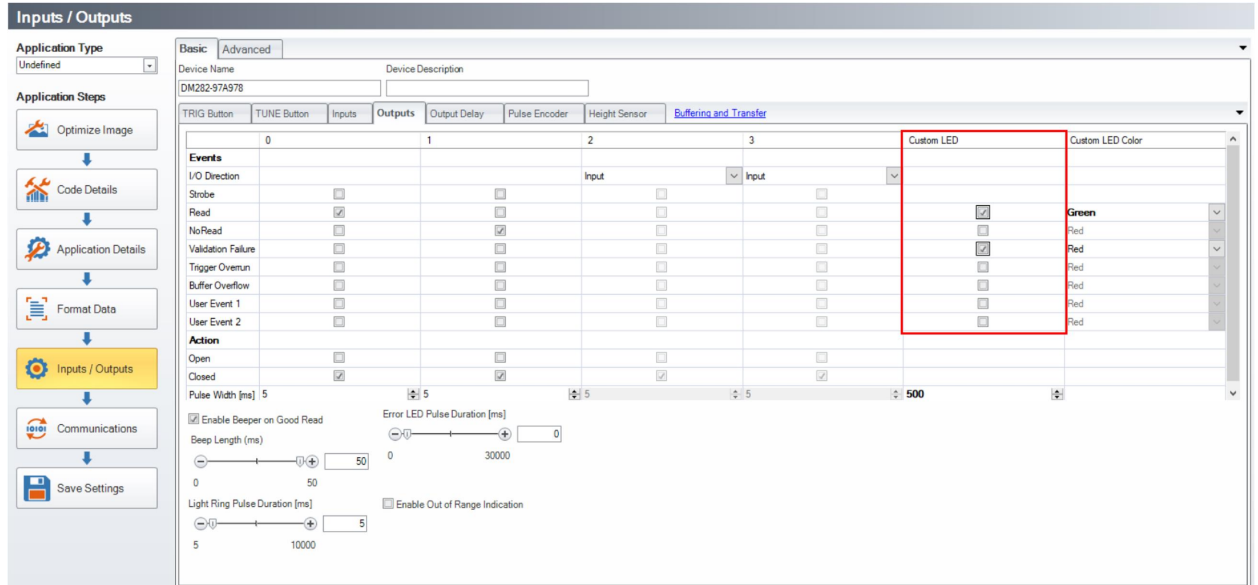 Inputs / Outputs
Application Type
Undefined
Application Steps
Optimize Image
Code Details
Application Details
Format Data
Inputs / Outputs
Communications
Save Settings
Basic Advanced
Device Name Device Description
DM282-97A978
TRIG Button TUNE Button Inputs Outputs Output Delay Pulse Encoder Height Sensor Buffering and Transfer
0 1 2 3 Custom LED Custom LED Color
Events
I/O Direction Input Input
Strobe
Read Green
NoRead Red
Validation Failure Red
Trigger Overrun Red
Buffer Overflow Red
User Event 1 Red
User Event 2 Red
Action
Open
Closed
Pulse Width [ms] 5 5 5 5 500
Enable Beeper on Good Read Error LED Pulse Duration [ms]
Beep Length (ms) 0
50 0 30000
0 50
Light Ring Pulse Duration [ms] Enable Out of Range Indication
5
5 10000